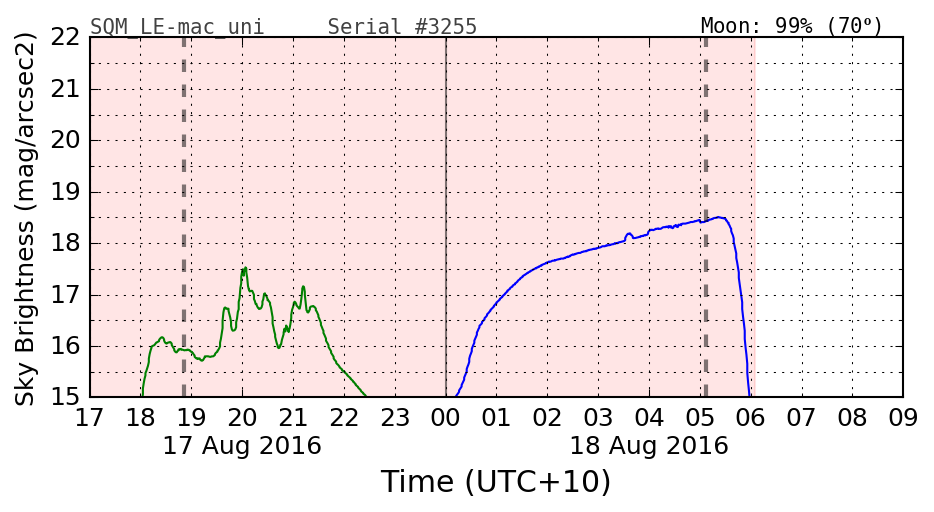 SQM_LE-mac_uni Serial #3255 Moon: 99% (70°)
Sky Brightness (mag/arcsec2)
22
21
20
19
18
17
16
15
17 18 19 20 21 22 23 00 01 02 03 04 05 06 07 08 09
17 Aug 2016 18 Aug 2016
Time (UTC+10)